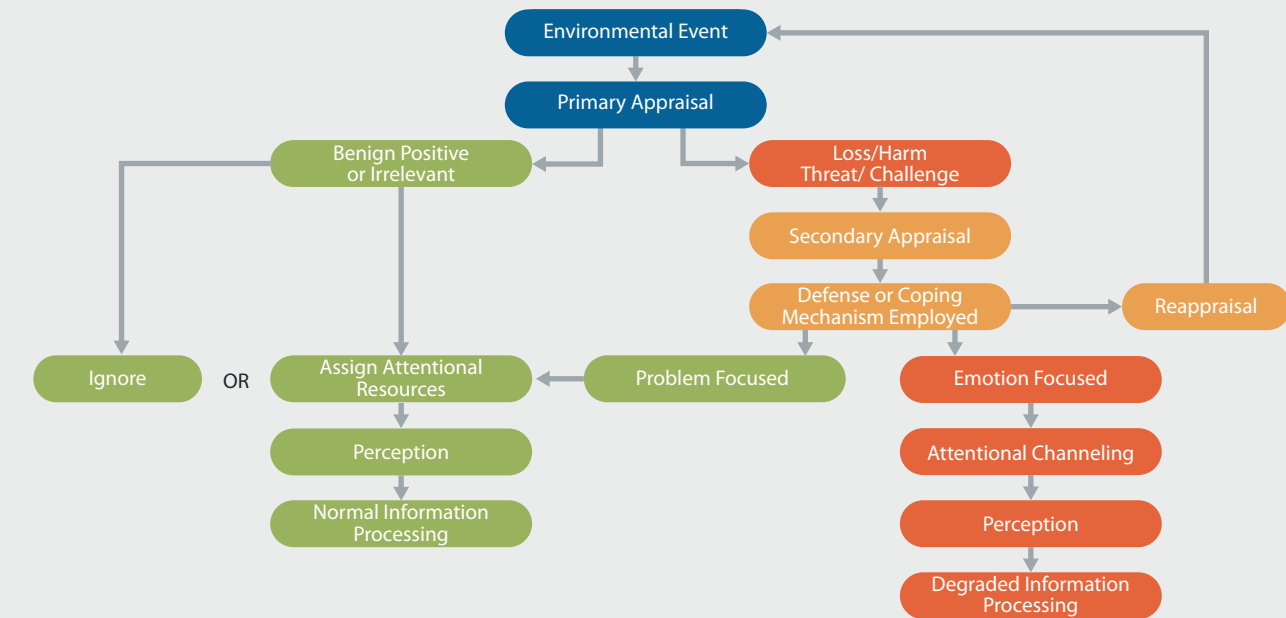 Environmental Event
Primary Appraisal
Benign Positive
or Irrelevant
Loss/Harm
Threat/ Challenge
Secondary Appraisal
Defense or Coping
Mechanism Employed
Reappraisal
Ignore
OR
Assign Attentional
Resources
Problem Focused
Emotion Focused
Perception
Attentional Channeling
Normal Information
Processing
Perception
Degraded Information
Processing